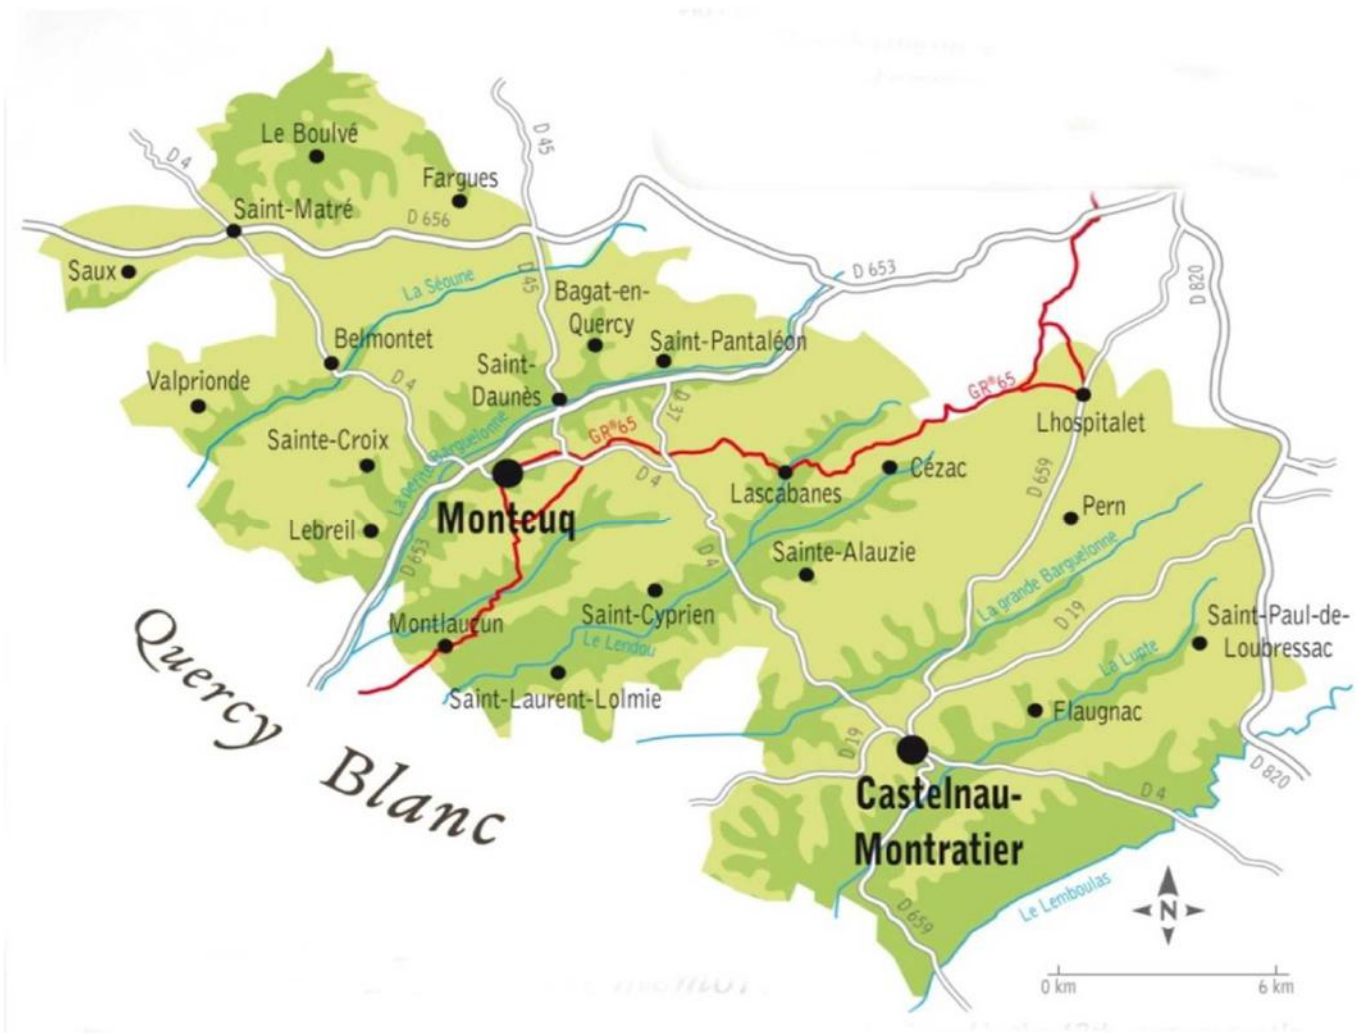 Le Boulvé
D 4
D 45
Fargues
Saint-Matré
D 656
Saux
La Séoune
D 45
D 653
D 820
Bagat-en-
Quercy
Belmontet
Saint-Pantaléon
Saint-
Daunès
Valprionde
D 4
D 37
GR®65
Lhospitalet
GR®65
Sainte-Croix
La petite Barguelonne
D 4
Lascabanes
Cézac
D 659
Pern
Montcuq
Lebreil
D 653
D 4
Sainte-Alauzie
La grande Barguelonne
D 19
Montlauzun
Saint-Cyprien
Le Lendou
Saint-Paul-de-
Loubressac
La Lupte
Saint-Laurent-Lolmie
Flaugnac
Quercy Blanc
D 19
D 820
Castelnau-
Montratier
D 4
Le Lemboulas
N
D 659
0 km
6 km